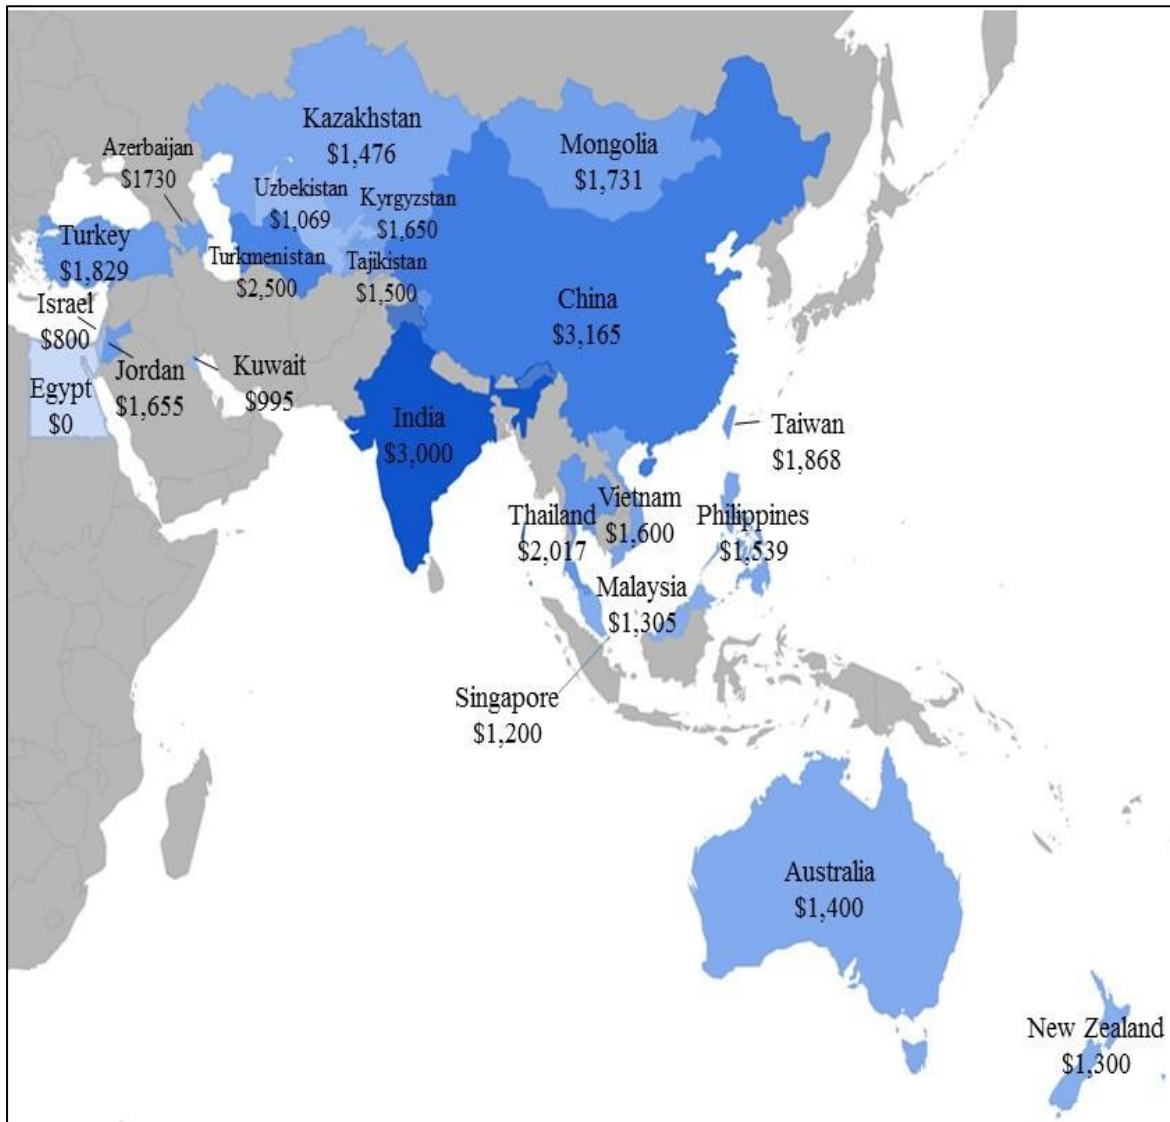 Kazakhstan
$1,476
Mongolia
$1,731
Azerbaijan
$1730
Uzbekistan
$1,069
Kyrgyzstan
$1,650
Turkey
$1,829
Turkmenistan
$2,500
Tajikistan
$1,500
China
$3,165
Israel
$800
Jordan
$1,655
Kuwait
$995
Egypt
$0
India
$3,000
Taiwan
$1,868
Thailand
$2,017
Vietnam
$1,600
Philippines
$1,539
Malaysia
$1,305
Singapore
$1,200
Australia
$1,400
New Zealand
$1,300